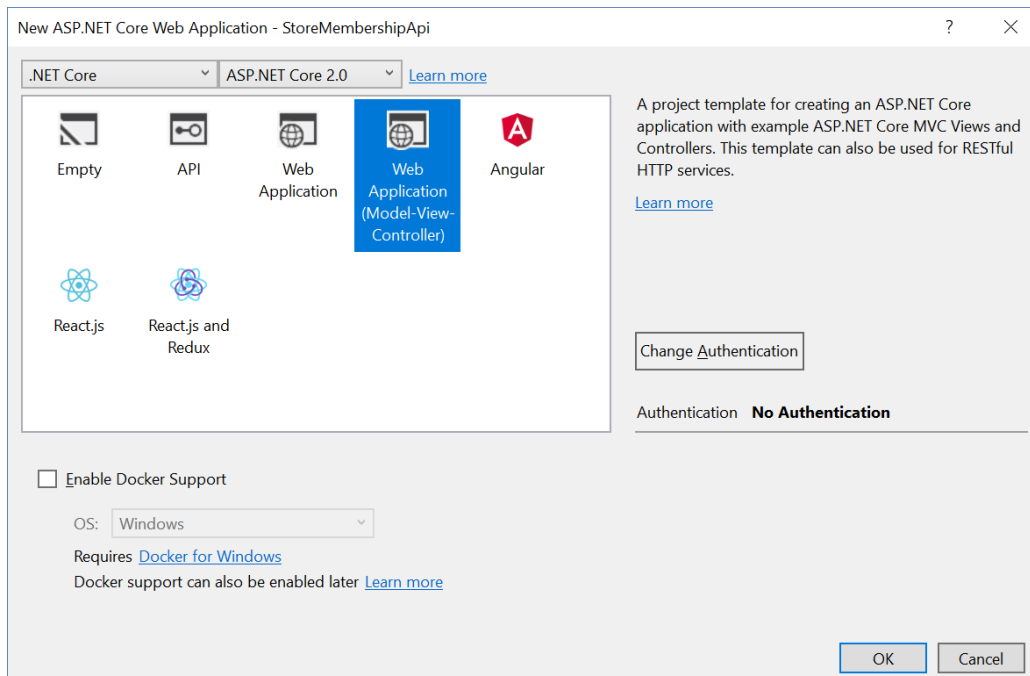 New ASP.NET Core Web Application - StoreMembershipApi
?
.NET Core
ASP.NET Core 2.0
Learn more
Empty
API
Web
Application
Web
Application
(Model-View-
Controller)
Angular
React.js
React.js and
Redux
A project template for creating an ASP.NET Core
application with example ASP.NET Core MVC Views and
Controllers. This template can also be used for RESTful
HTTP services.
Learn more
Change Authentication
Authentication No Authentication
Enable Docker Support
OS: Windows
Requires Docker for Windows
Docker support can also be enabled later Learn more
OK
Cancel